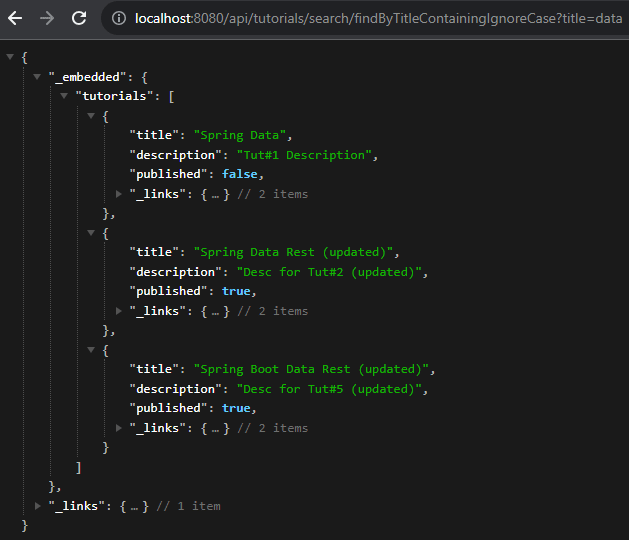 localhost:8080/api/tutorials/search/findByTitleContainingIgnoreCase?title=data
{
"_embedded": {
"tutorials": [
{
"title": "Spring Data",
"description": "Tut#1 Description",
"published": false,
"_links": { … } // 2 items
},
{
"title": "Spring Data Rest (updated)",
"description": "Desc for Tut#2 (updated)",
"published": true,
"_links": { … } // 2 items
},
{
"title": "Spring Boot Data Rest (updated)",
"description": "Desc for Tut#5 (updated)",
"published": true,
"_links": { … } // 2 items
}
]
},
"_links": { … } // 1 item
}